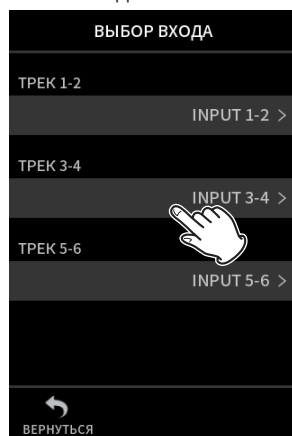 ВЫБОР ВХОДА
ТРЕК 1-2
INPUT 1-2 >
ТРЕК 3-4
INPUT 3-4 >
ТРЕК 5-6
INPUT 5-6 >
ВЕРНУТЬСЯ